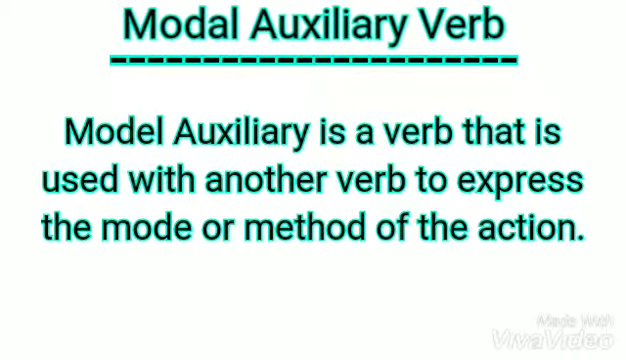 Modal Auxiliary Verb
----------------------
Model Auxiliary is a verb that is
used with another verb to express
the mode or method of the action.
Made With
VivaVideo